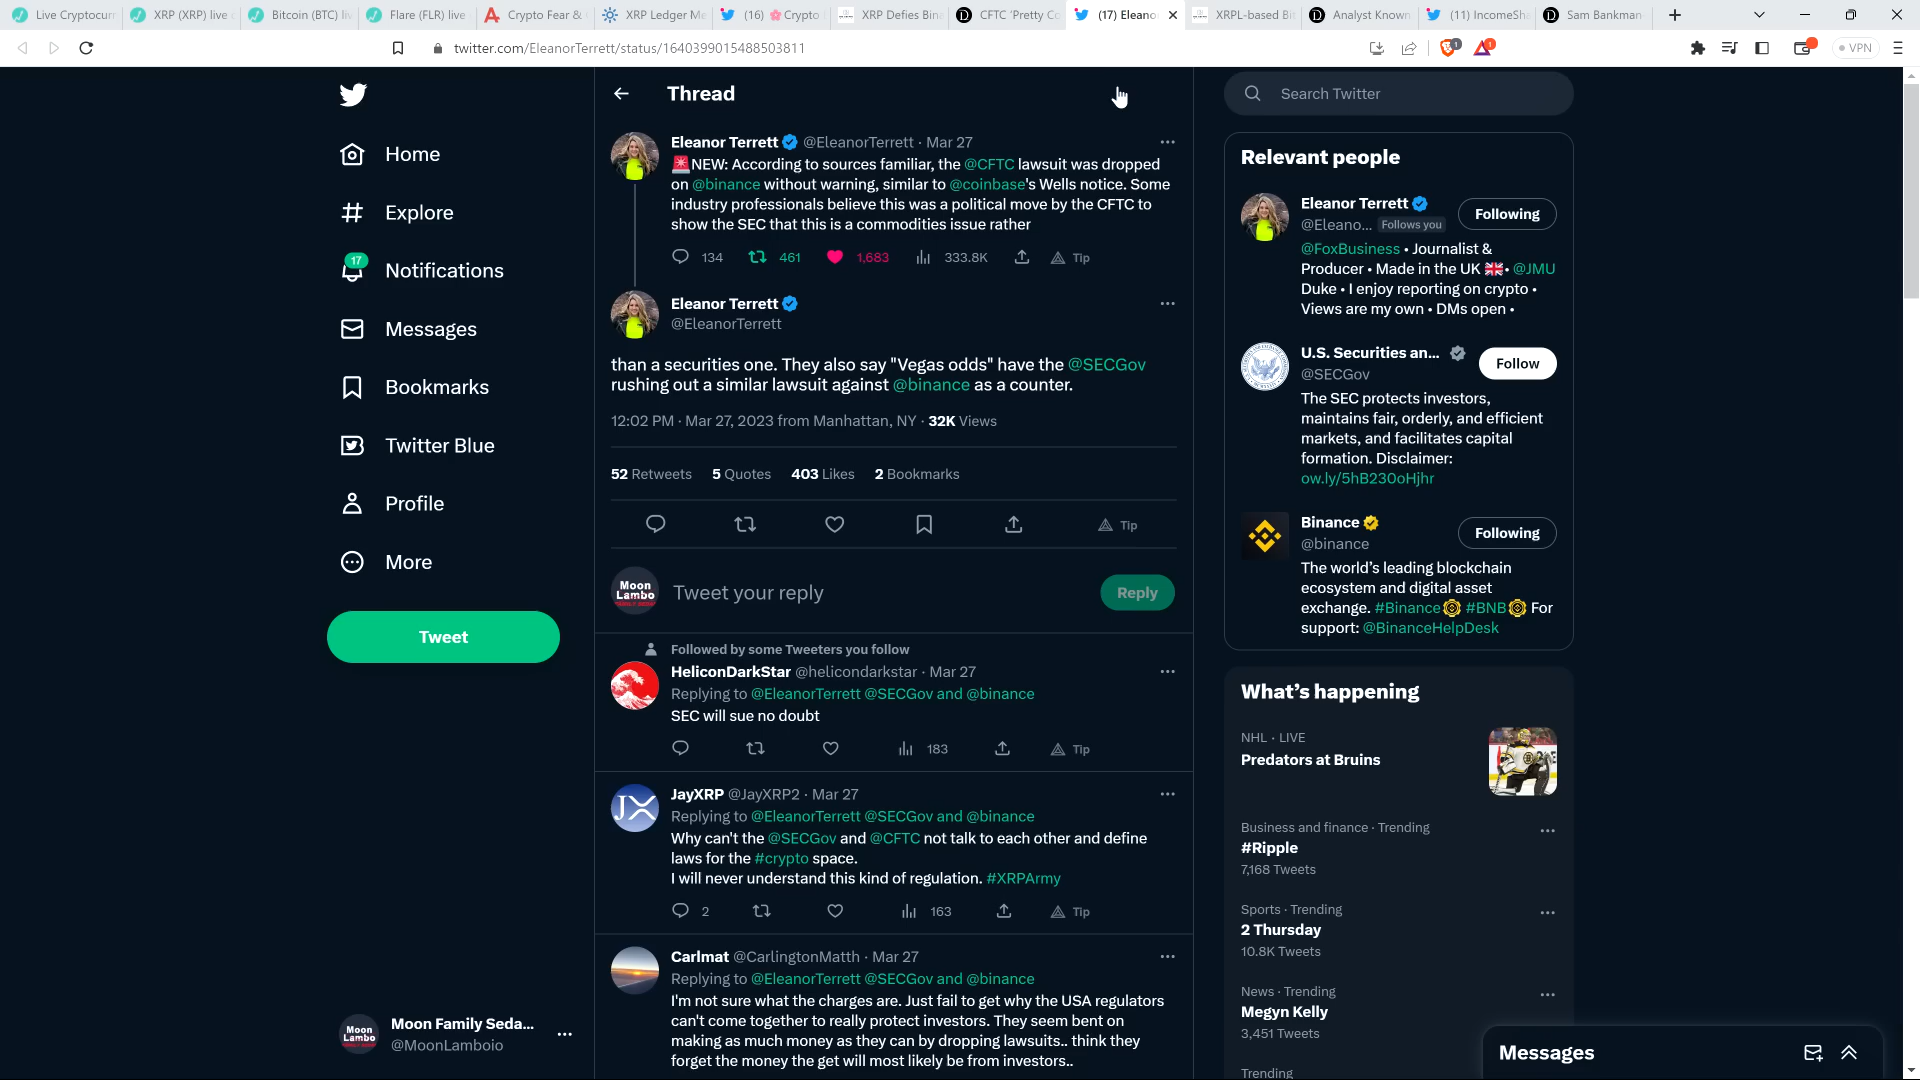 Live Cryptocurr
XRP (XRP) live
Bitcoin (BTC) liv
Flare (FLR) live
Crypto Fear &
XRP Ledger Me
(16) 🌸Crypto
XRP Defies Bin
CFTC 'Pretty Co
(17) Eleano
XRPL-based Bi
Analyst Known
(11) IncomeSha
Sam Bankman
twitter.com/EleanorTerrett/status/1640399015488503811
VPN
Home
Explore
17
Notifications
Messages
Bookmarks
Twitter Blue
Profile
More
Tweet
Moon Lambo
Moon Family Seda...
@MoonLamboio
Thread
Eleanor Terrett @EleanorTerrett · Mar 27
🚨NEW: According to sources familiar, the @CFTC lawsuit was dropped
on @binance without warning, similar to @coinbase's Wells notice. Some
industry professionals believe this was a political move by the CFTC to
show the SEC that this is a commodities issue rather
134 461 1,683 333.8K Tip
Eleanor Terrett
@EleanorTerrett
than a securities one. They also say "Vegas odds" have the @SECGov
rushing out a similar lawsuit against @binance as a counter.
12:02 PM · Mar 27, 2023 from Manhattan, NY · 32K Views
52 Retweets 5 Quotes 403 Likes 2 Bookmarks
Tip
Moon
Lambo
Tweet your reply
Reply
Followed by some Tweeters you follow
HeliconDarkStar @helicondarkstar · Mar 27
Replying to @EleanorTerrett @SECGov and @binance
SEC will sue no doubt
183 Tip
JayXRP @JayXRP2 · Mar 27
Replying to @EleanorTerrett @SECGov and @binance
Why can't the @SECGov and @CFTC not talk to each other and define
laws for the #crypto space.
I will never understand this kind of regulation. #XRPArmy
2 163 Tip
Carlmat @CarlingtonMatth · Mar 27
Replying to @EleanorTerrett @SECGov and @binance
I'm not sure what the charges are. Just fail to get why the USA regulators
can't come together to really protect investors. They seem bent on
making as much money as they can by dropping lawsuits.. think they
forget the money the get will most likely be from investors..
Search Twitter
Relevant people
Eleanor Terrett
@Eleano... Follows you
Following
@FoxBusiness • Journalist &
Producer • Made in the UK 🇬🇧• @JMU
Duke • I enjoy reporting on crypto •
Views are my own • DMs open •
U.S. Securities an...
@SECGov
Follow
The SEC protects investors,
maintains fair, orderly, and efficient
markets, and facilitates capital
formation. Disclaimer:
ow.ly/5hB230oHjhr
Binance
@binance
Following
The world's leading blockchain
ecosystem and digital asset
exchange. #Binance #BNB For
support: @BinanceHelpDesk
What's happening
NHL · LIVE
Predators at Bruins
Business and finance · Trending
#Ripple
7,168 Tweets
Sports · Trending
2 Thursday
10.8K Tweets
News · Trending
Megyn Kelly
3,451 Tweets
Trending
Messages